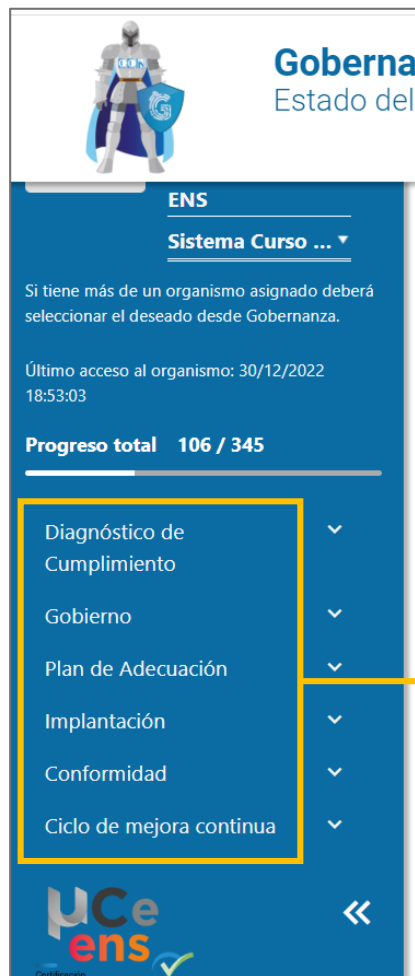 Goberna
Estado del
ENS
Sistema Curso ...
Si tiene más de un organismo asignado deberá
seleccionar el deseado desde Gobernanza.
Último acceso al organismo: 30/12/2022
18:53:03
Progreso total 106 / 345
Diagnóstico de
Cumplimiento
Gobierno
Plan de Adecuación
Implantación
Conformidad
Ciclo de mejora continua
µCe
ens
Certificación